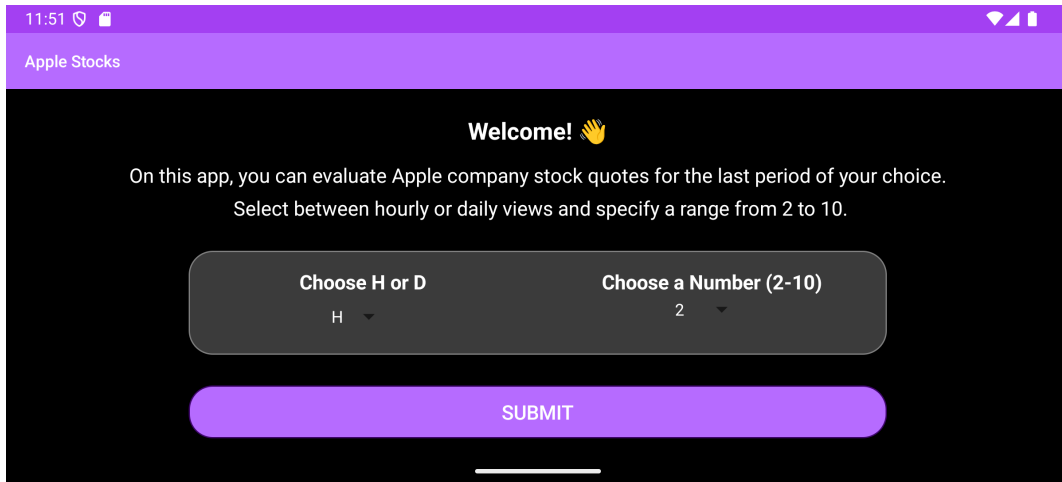 11:51
Apple Stocks
Welcome! 👋
On this app, you can evaluate Apple company stock quotes for the last period of your choice.
Select between hourly or daily views and specify a range from 2 to 10.
Choose H or D
Choose a Number (2-10)
H
2
SUBMIT